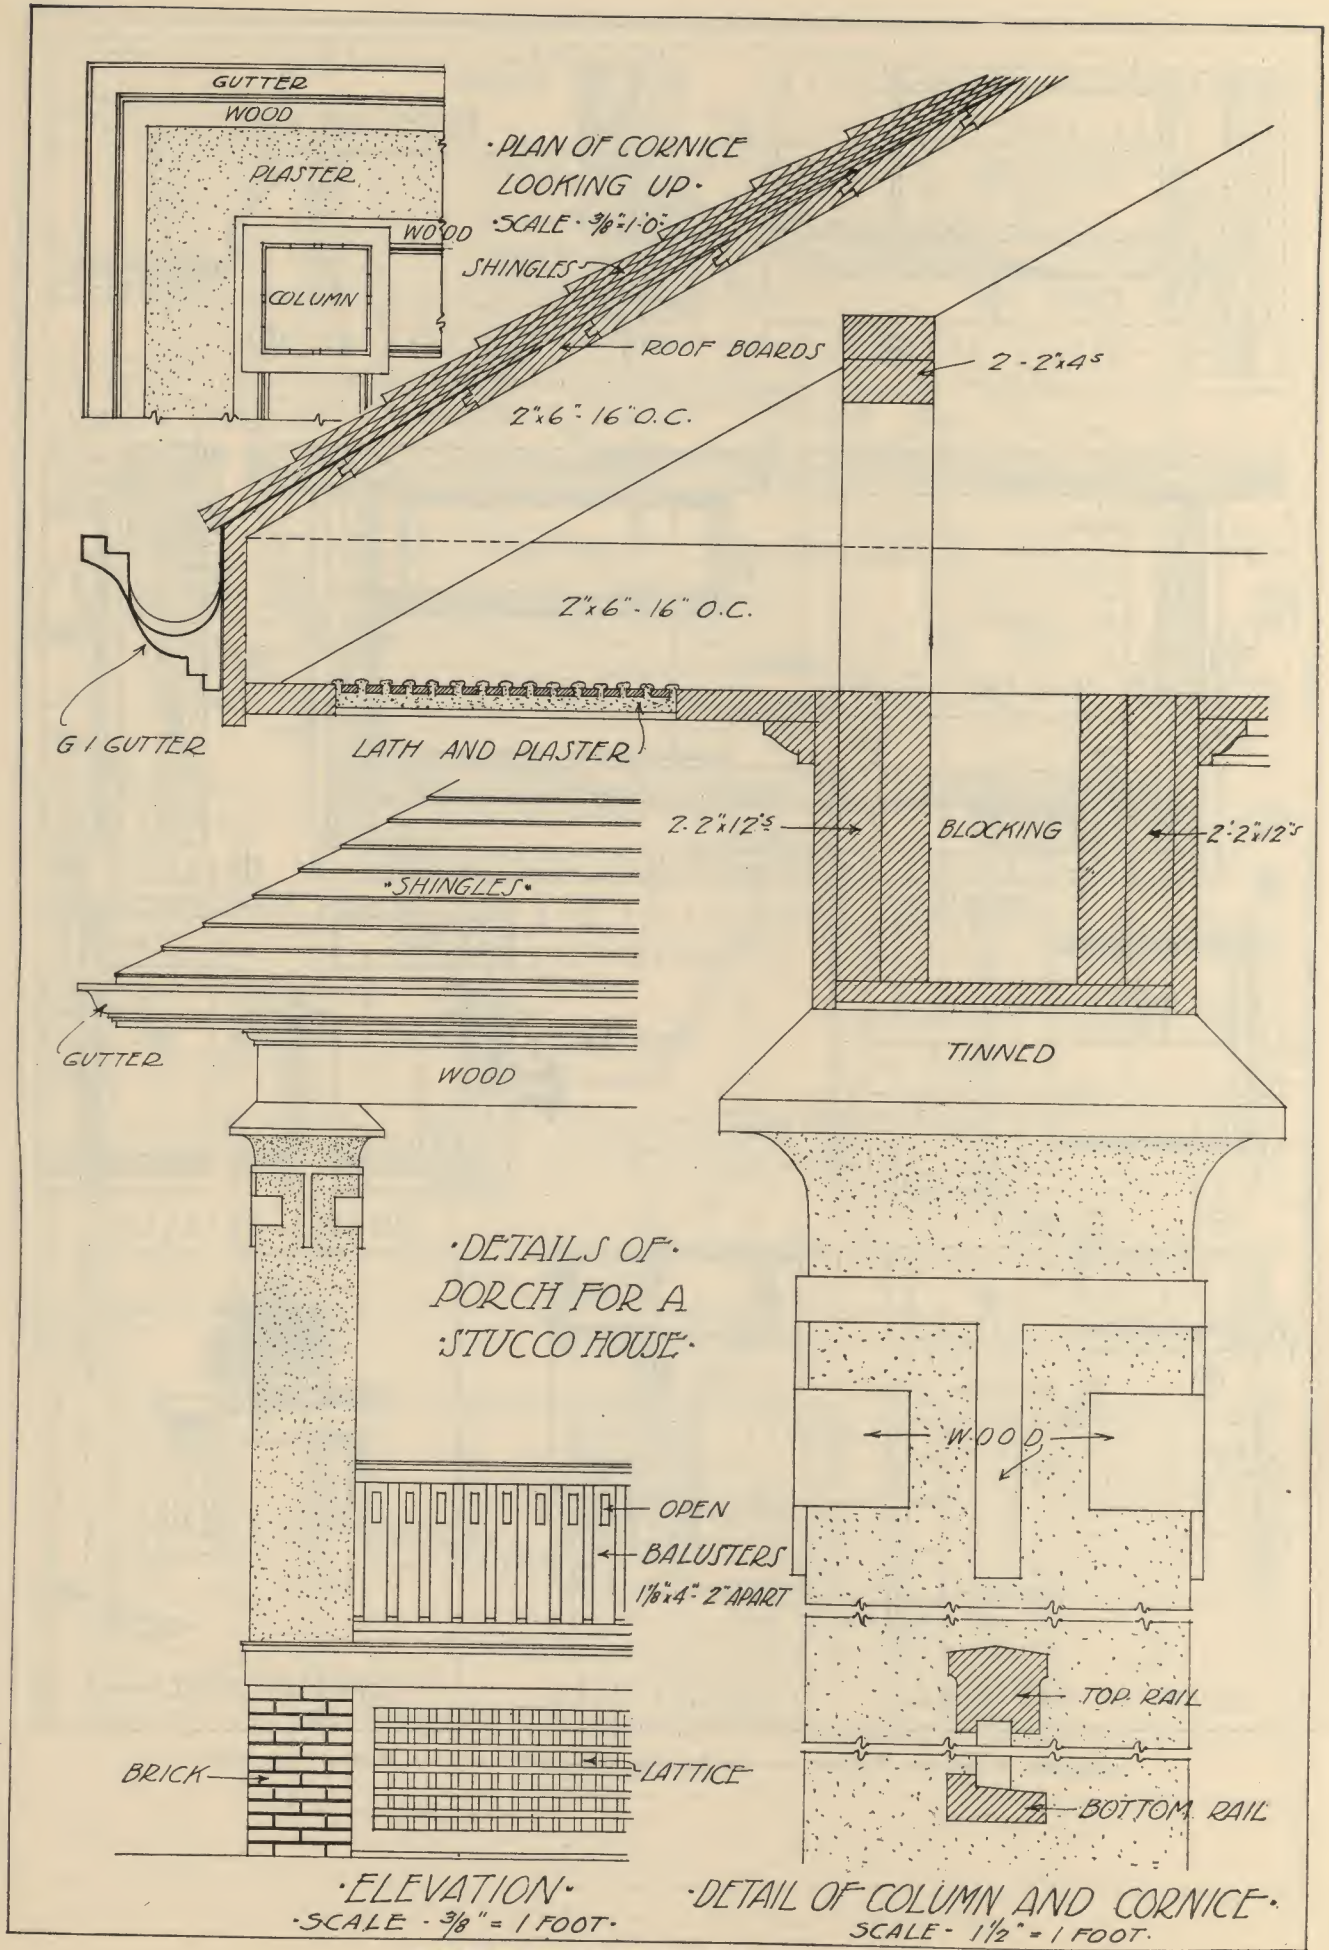 GUTTER
WOOD
PLASTER
WOOD
COLUMN
·PLAN OF CORNICE
LOOKING UP·
·SCALE · 3/8"=1'·0"·
SHINGLES
ROOF BOARDS
2 - 2"x4s
2"x6"- 16" O.C.
2"x6" - 16" O.C.
G I GUTTER
LATH AND PLASTER
2·2"x12"s
BLOCKING
2·2"x12"s
·SHINGLES·
GUTTER
WOOD
TINNED
·DETAILS OF·
PORCH FOR A
·STUCCO HOUSE·
WOOD
OPEN
BALUSTERS
1 1/8"x4"- 2" APART
TOP RAIL
BRICK
LATTICE
BOTTOM RAIL
·ELEVATION·
·SCALE - 3/8" = 1 FOOT·
·DETAIL OF COLUMN AND CORNICE·
SCALE - 1 1/2" = 1 FOOT·